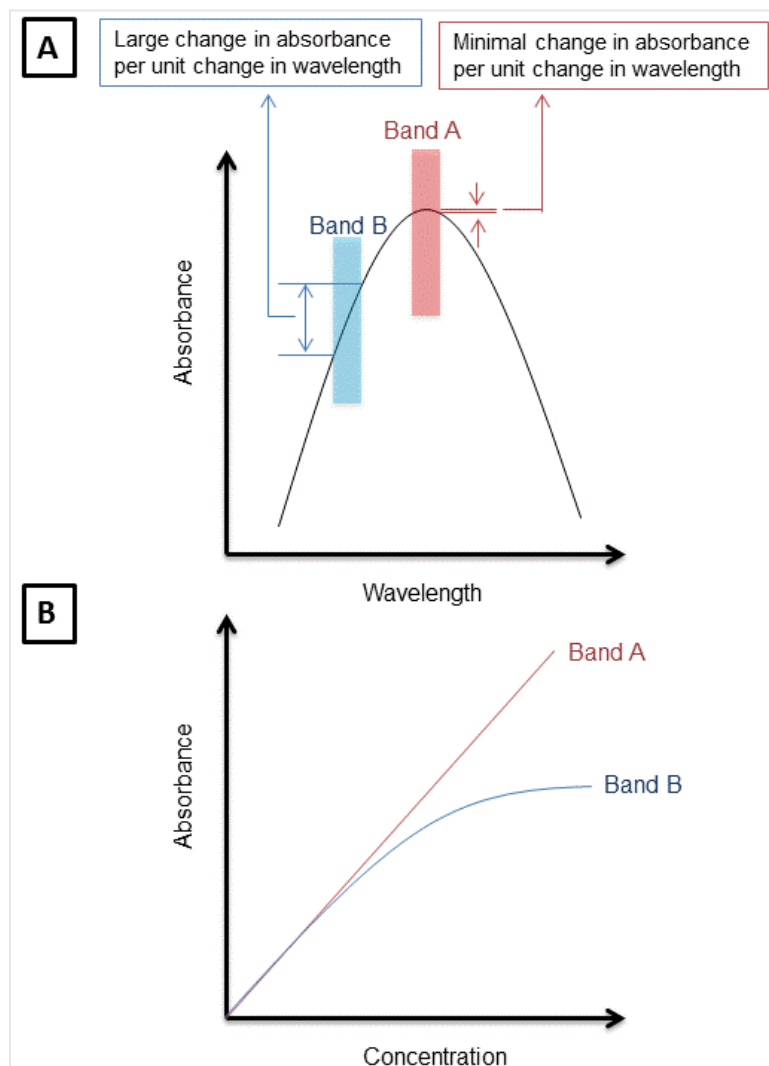 A
Large change in absorbance
per unit change in wavelength
Minimal change in absorbance
per unit change in wavelength
Band A
Band B
Absorbance
Wavelength
B
Band A
Band B
Absorbance
Concentration